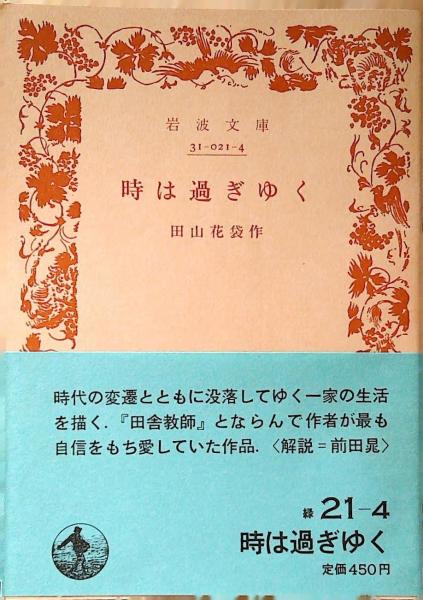 岩波文庫
31-021-4
時は過ぎゆく
田山花袋作
時代の変遷とともに没落してゆく一家の生活
を描く．『田舎教師』とならんで作者が最も
自信をもち愛していた作品．〈解説＝前田晁〉
緑 21-4
時は過ぎゆく
定価450円